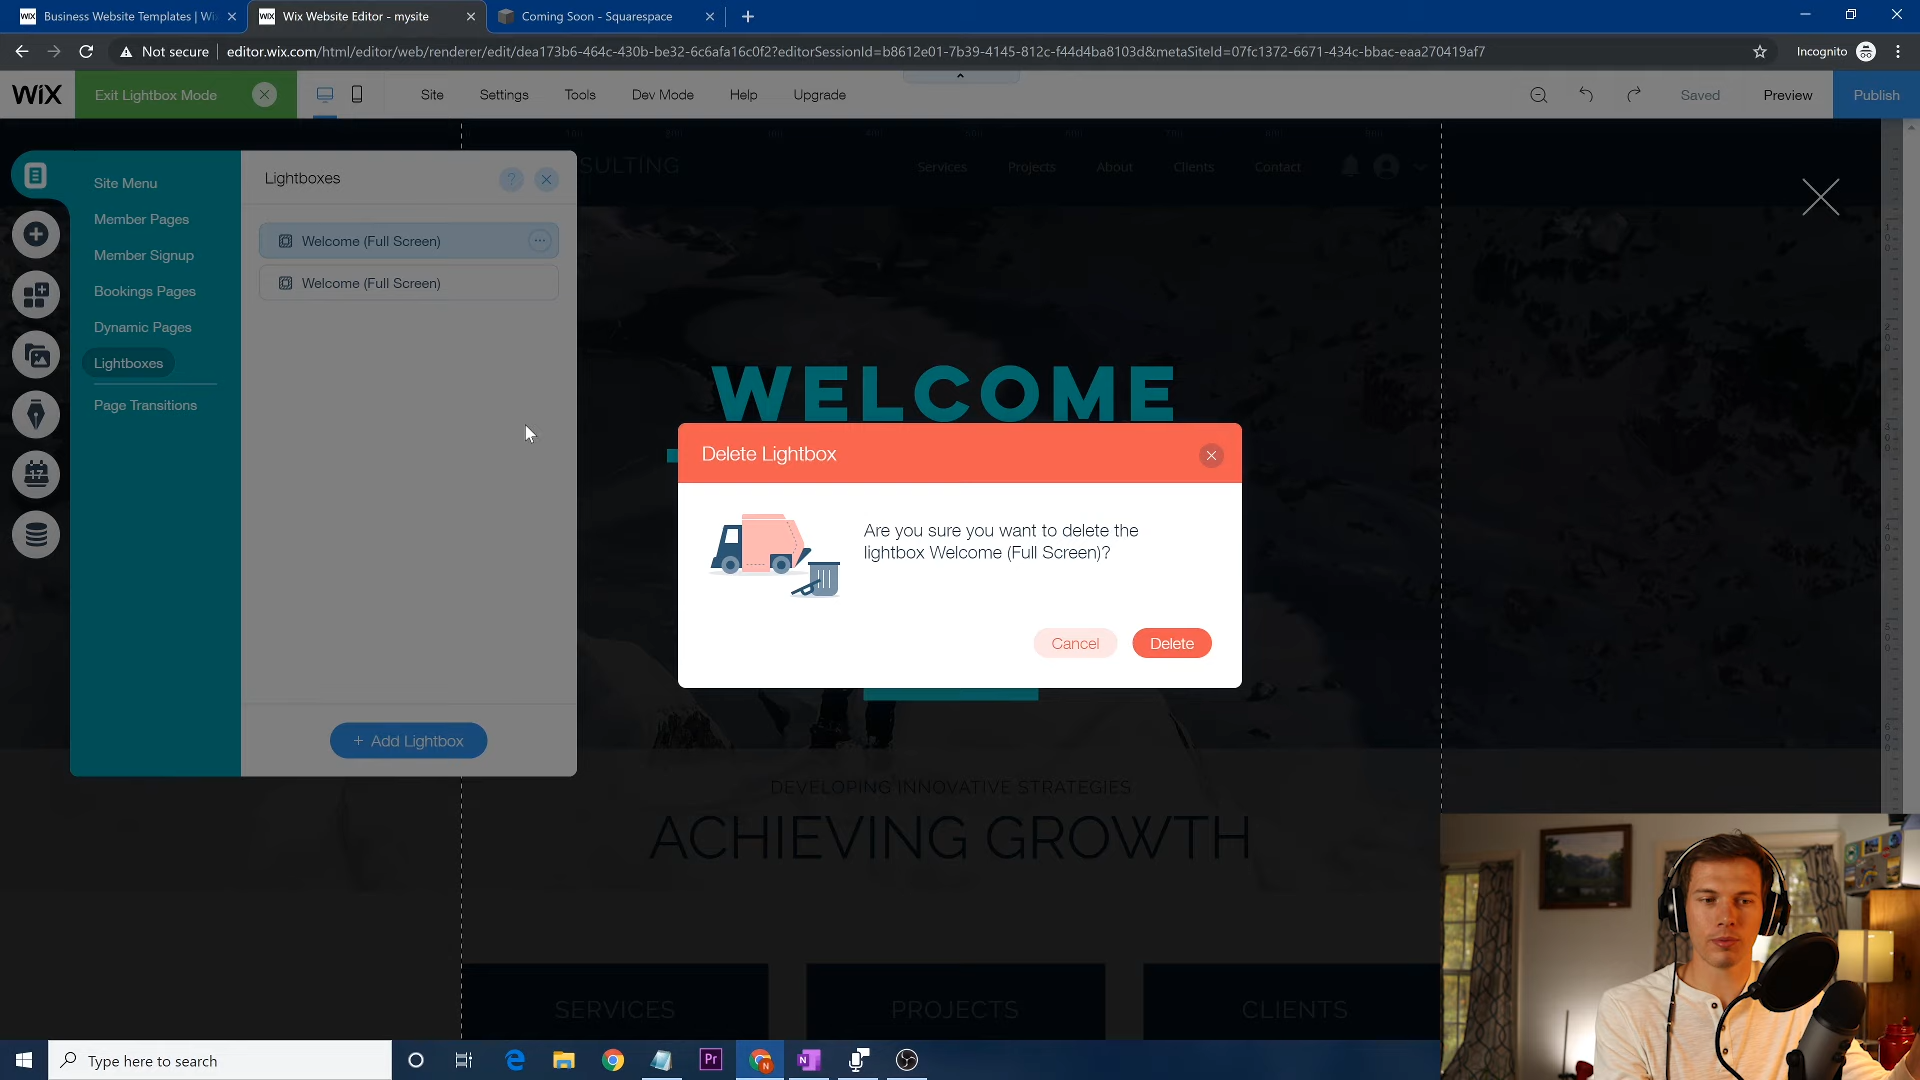 Business Website Templates | Wi
Wix Website Editor - mysite
Coming Soon - Squarespace
Not secure
editor.wix.com/html/editor/web/renderer/edit/dea173b6-464c-430b-be32-6c6afa16c0f2?editorSessionId=b8612e01-7b39-4145-812c-f44d4ba8103d&metaSiteId=07fc1372-6671-434c-bbac-eaa270419af7
Incognito
WiX
Exit Lightbox Mode
Site
Settings
Tools
Dev Mode
Help
Upgrade
Saved
Preview
Publish
SULTING
Services
Projects
About
Clients
Contact
Site Menu
Member Pages
Member Signup
Bookings Pages
Dynamic Pages
Lightboxes
Page Transitions
17
Lightboxes
?
Welcome (Full Screen)
Welcome (Full Screen)
+ Add Lightbox
WELCOME
Delete Lightbox
Are you sure you want to delete the
lightbox Welcome (Full Screen)?
Cancel
Delete
DEVELOPING INNOVATIVE STRATEGIES
ACHIEVING GROWTH
SERVICES
PROJECTS
CLIENTS
Type here to search
Pr
N